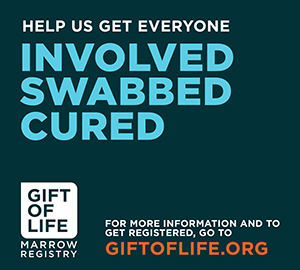 HELP US GET EVERYONE
INVOLVED
SWABBED
CURED
GIFT
OF
LIFE
MARROW
REGISTRY
FOR MORE INFORMATION AND TO
GET REGISTERED, GO TO
GIFTOFLIFE.ORG